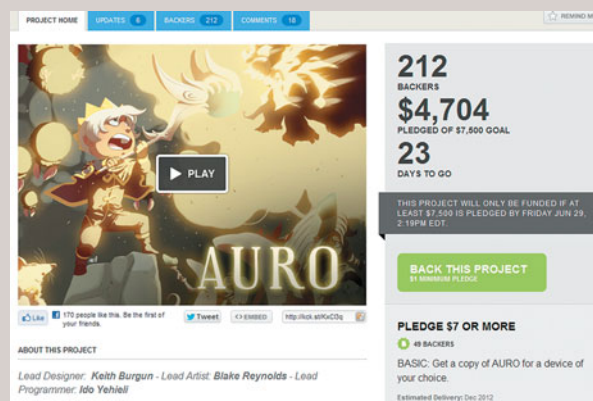 PROJECT HOME
UPDATES 6
BACKERS 212
COMMENTS 18
REMIND M
PLAY
AURO
212
BACKERS
$4,704
PLEDGED OF $7,500 GOAL
23
DAYS TO GO
THIS PROJECT WILL ONLY BE FUNDED IF AT
LEAST $7,500 IS PLEDGED BY FRIDAY JUN 29,
2:19PM EDT.
BACK THIS PROJECT
$1 MINIMUM PLEDGE
Like
170 people like this. Be the first of
your friends.
Tweet
<> EMBED
http://kck.st/KxCGq
PLEDGE $7 OR MORE
49 BACKERS
BASIC: Get a copy of AURO for a device of
your choice.
Estimated Delivery: Dec 2012
ABOUT THIS PROJECT
Lead Designer: Keith Burgun - Lead Artist: Blake Reynolds - Lead
Programmer: Ido Yehieli